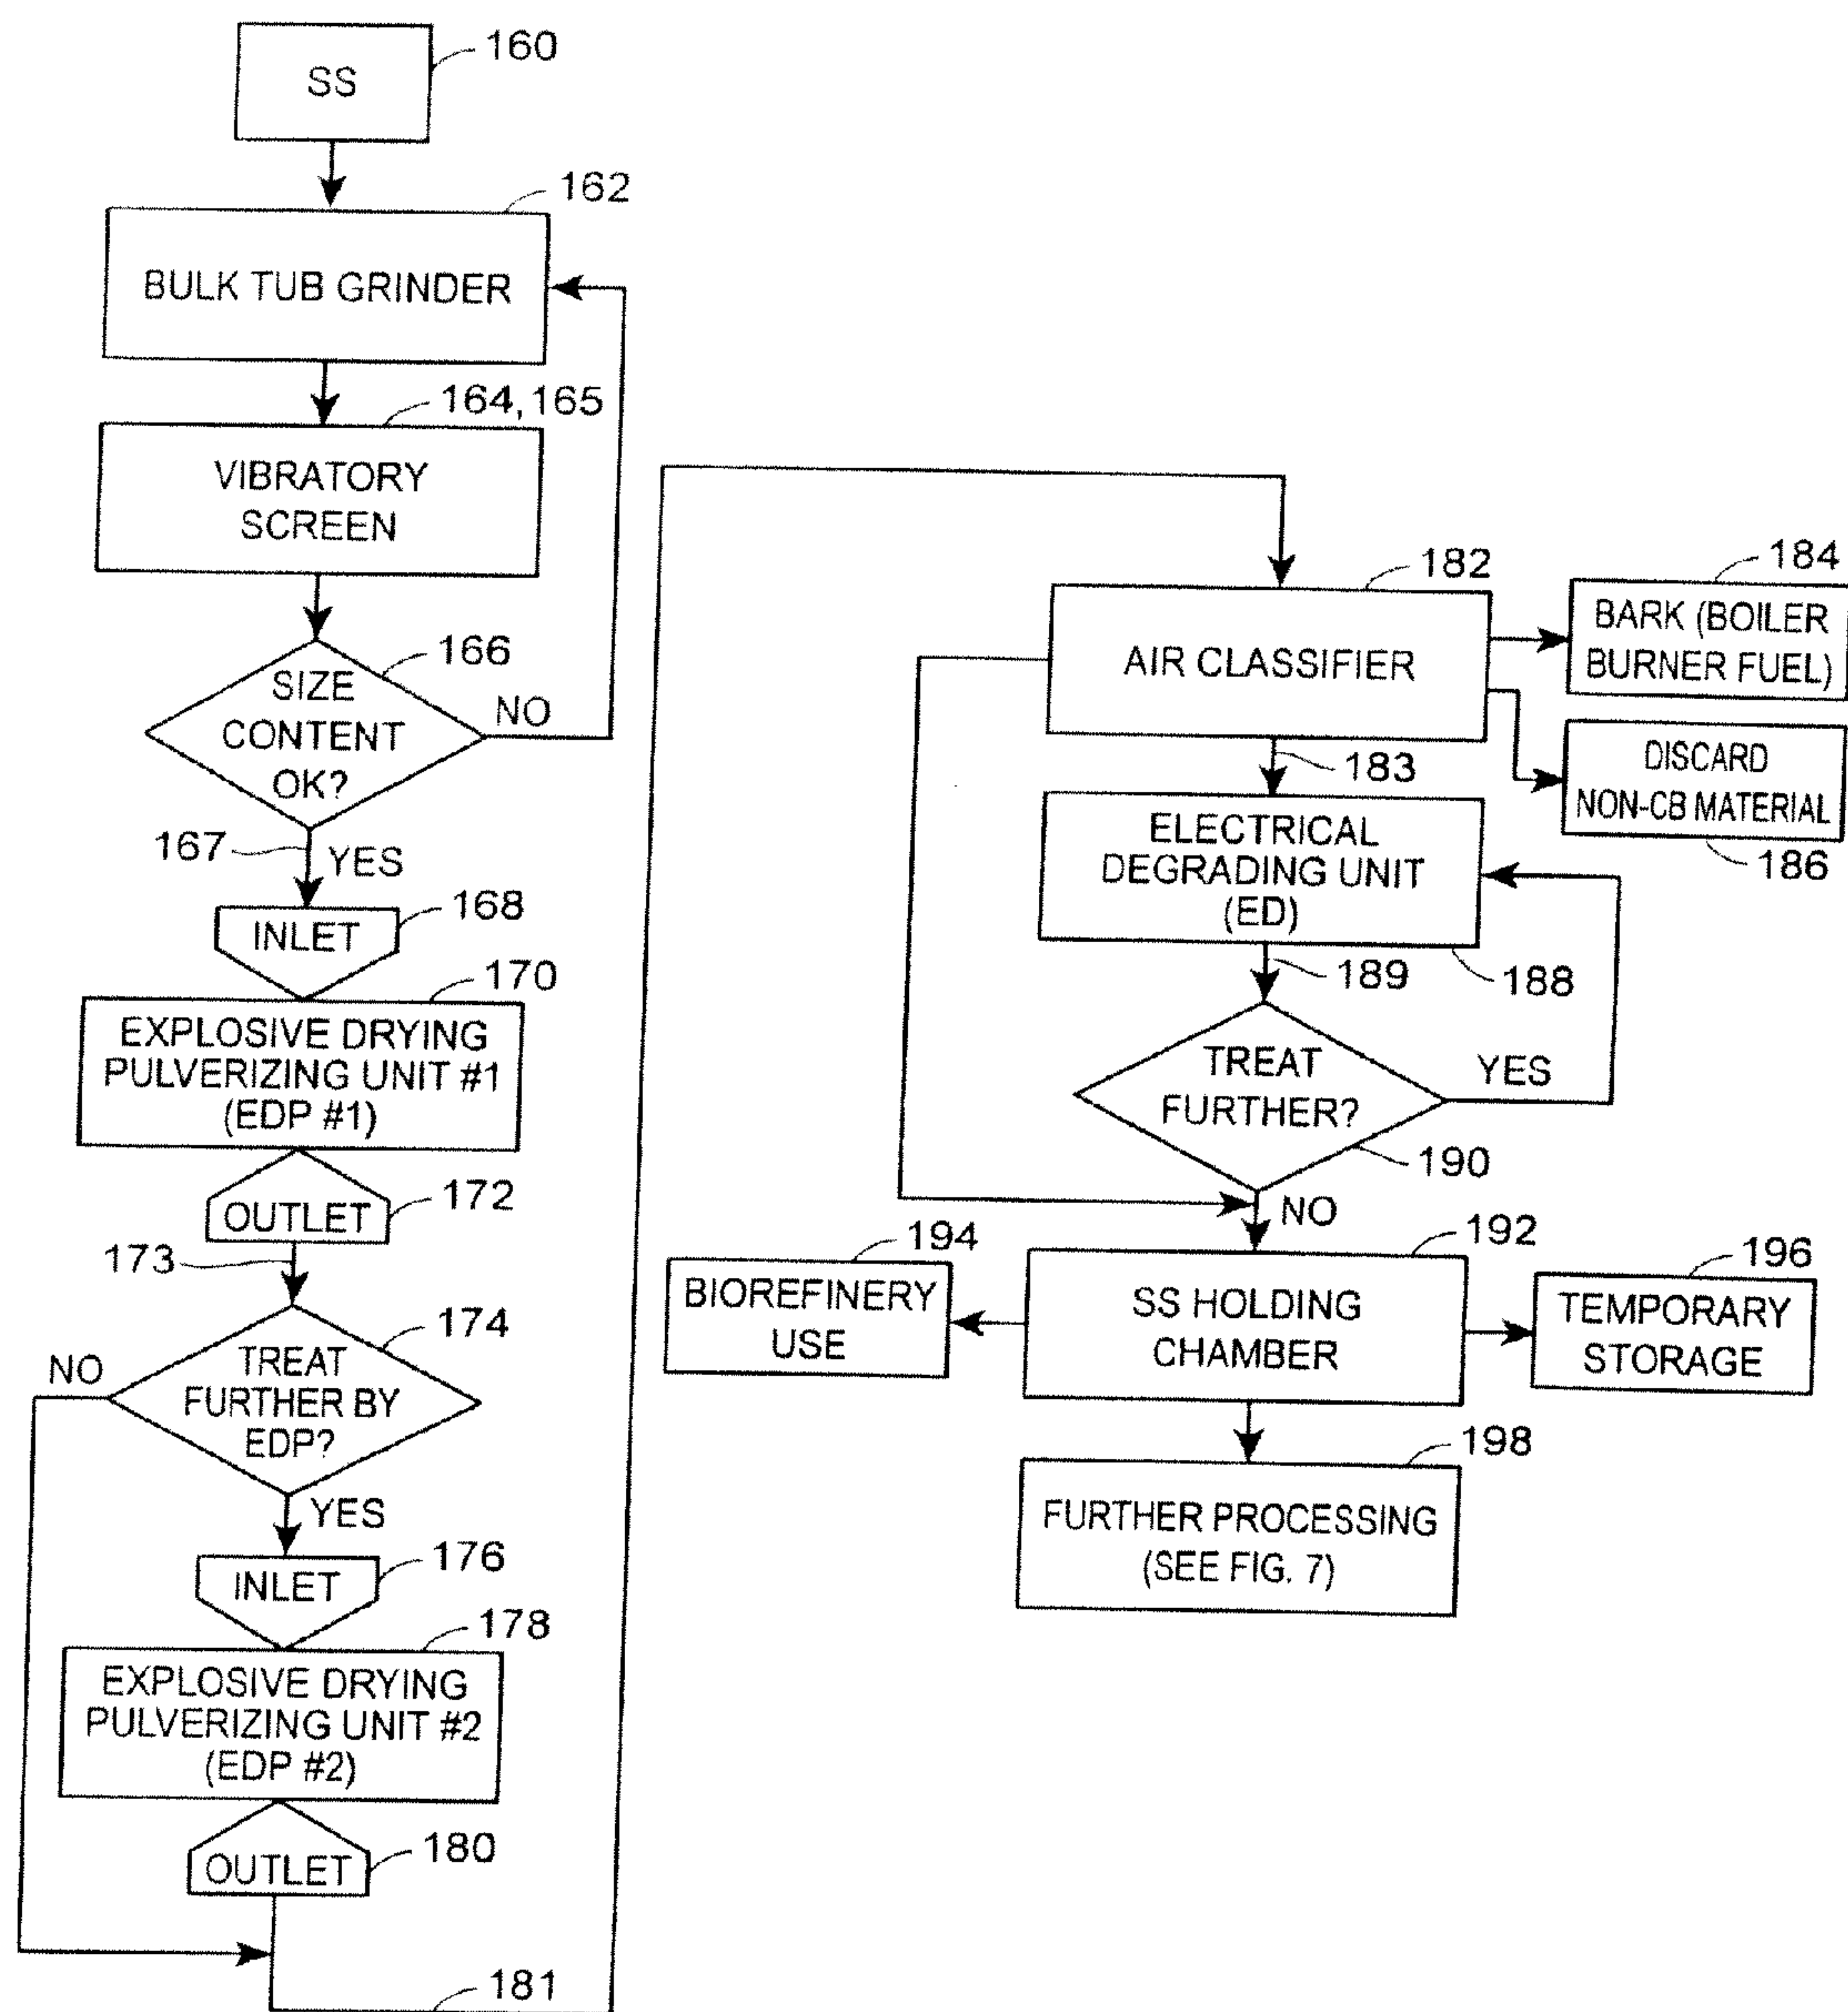 SS
160
162
BULK TUB GRINDER
164, 165
VIBRATORY
SCREEN
166
SIZE
CONTENT
OK?
NO
167
YES
168
INLET
170
EXPLOSIVE DRYING
PULVERIZING UNIT #1
(EDP #1)
OUTLET
172
173
174
NO
TREAT
FURTHER BY
EDP?
YES
176
INLET
178
EXPLOSIVE DRYING
PULVERIZING UNIT #2
(EDP #2)
OUTLET
180
181
182
AIR CLASSIFIER
184
BARK (BOILER
BURNER FUEL)
183
DISCARD
NON-CB MATERIAL
186
ELECTRICAL
DEGRADING UNIT
(ED)
188
189
TREAT
FURTHER?
YES
190
NO
192
SS HOLDING
CHAMBER
194
BIOREFINERY
USE
196
TEMPORARY
STORAGE
198
FURTHER PROCESSING
(SEE FIG. 7)